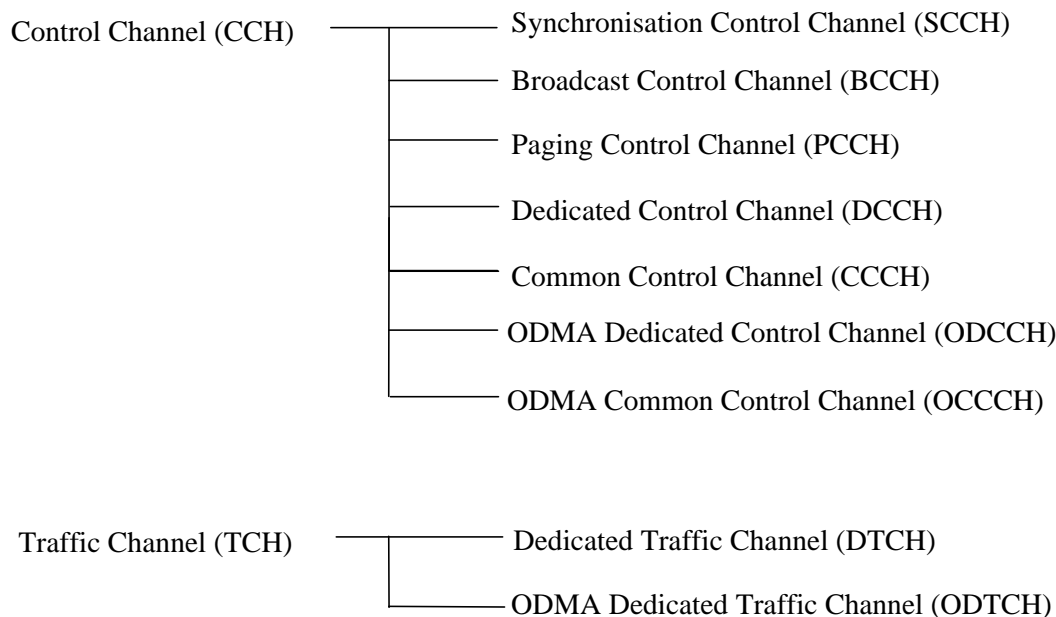 Control Channel (CCH)
Synchronisation Control Channel (SCCH)
Broadcast Control Channel (BCCH)
Paging Control Channel (PCCH)
Dedicated Control Channel (DCCH)
Common Control Channel (CCCH)
ODMA Dedicated Control Channel (ODCCH)
ODMA Common Control Channel (OCCCH)
Traffic Channel (TCH)
Dedicated Traffic Channel (DTCH)
ODMA Dedicated Traffic Channel (ODTCH)